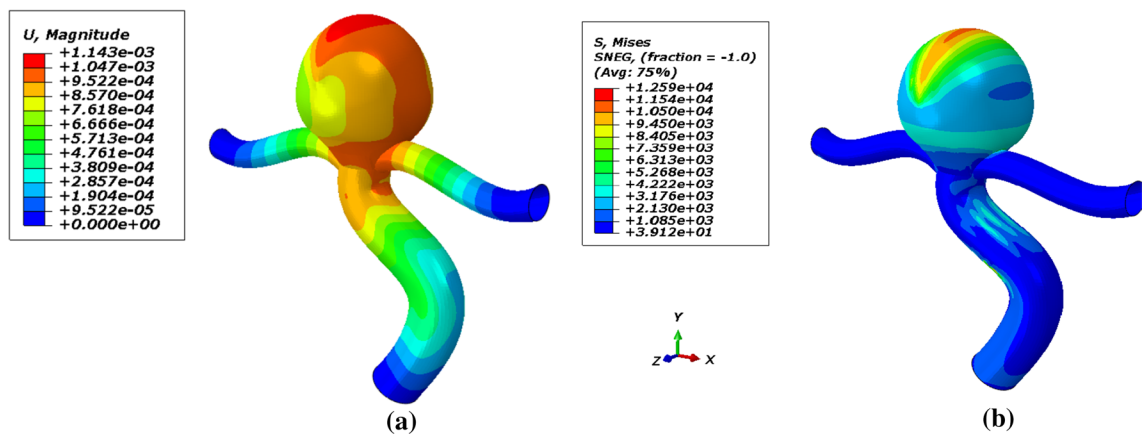 U, Magnitude
+1.143e-03
+1.047e-03
+9.522e-04
+8.570e-04
+7.618e-04
+6.666e-04
+5.713e-04
+4.761e-04
+3.809e-04
+2.857e-04
+1.904e-04
+9.522e-05
+0.000e+00
(a)
S, Mises
SNEG, (fraction = -1.0)
(Avg: 75%)
+1.259e+04
+1.154e+04
+1.050e+04
+9.450e+03
+8.405e+03
+7.359e+03
+6.313e+03
+5.268e+03
+4.222e+03
+3.176e+03
+2.130e+03
+1.085e+03
+3.912e+01
Y
Z
X
(b)